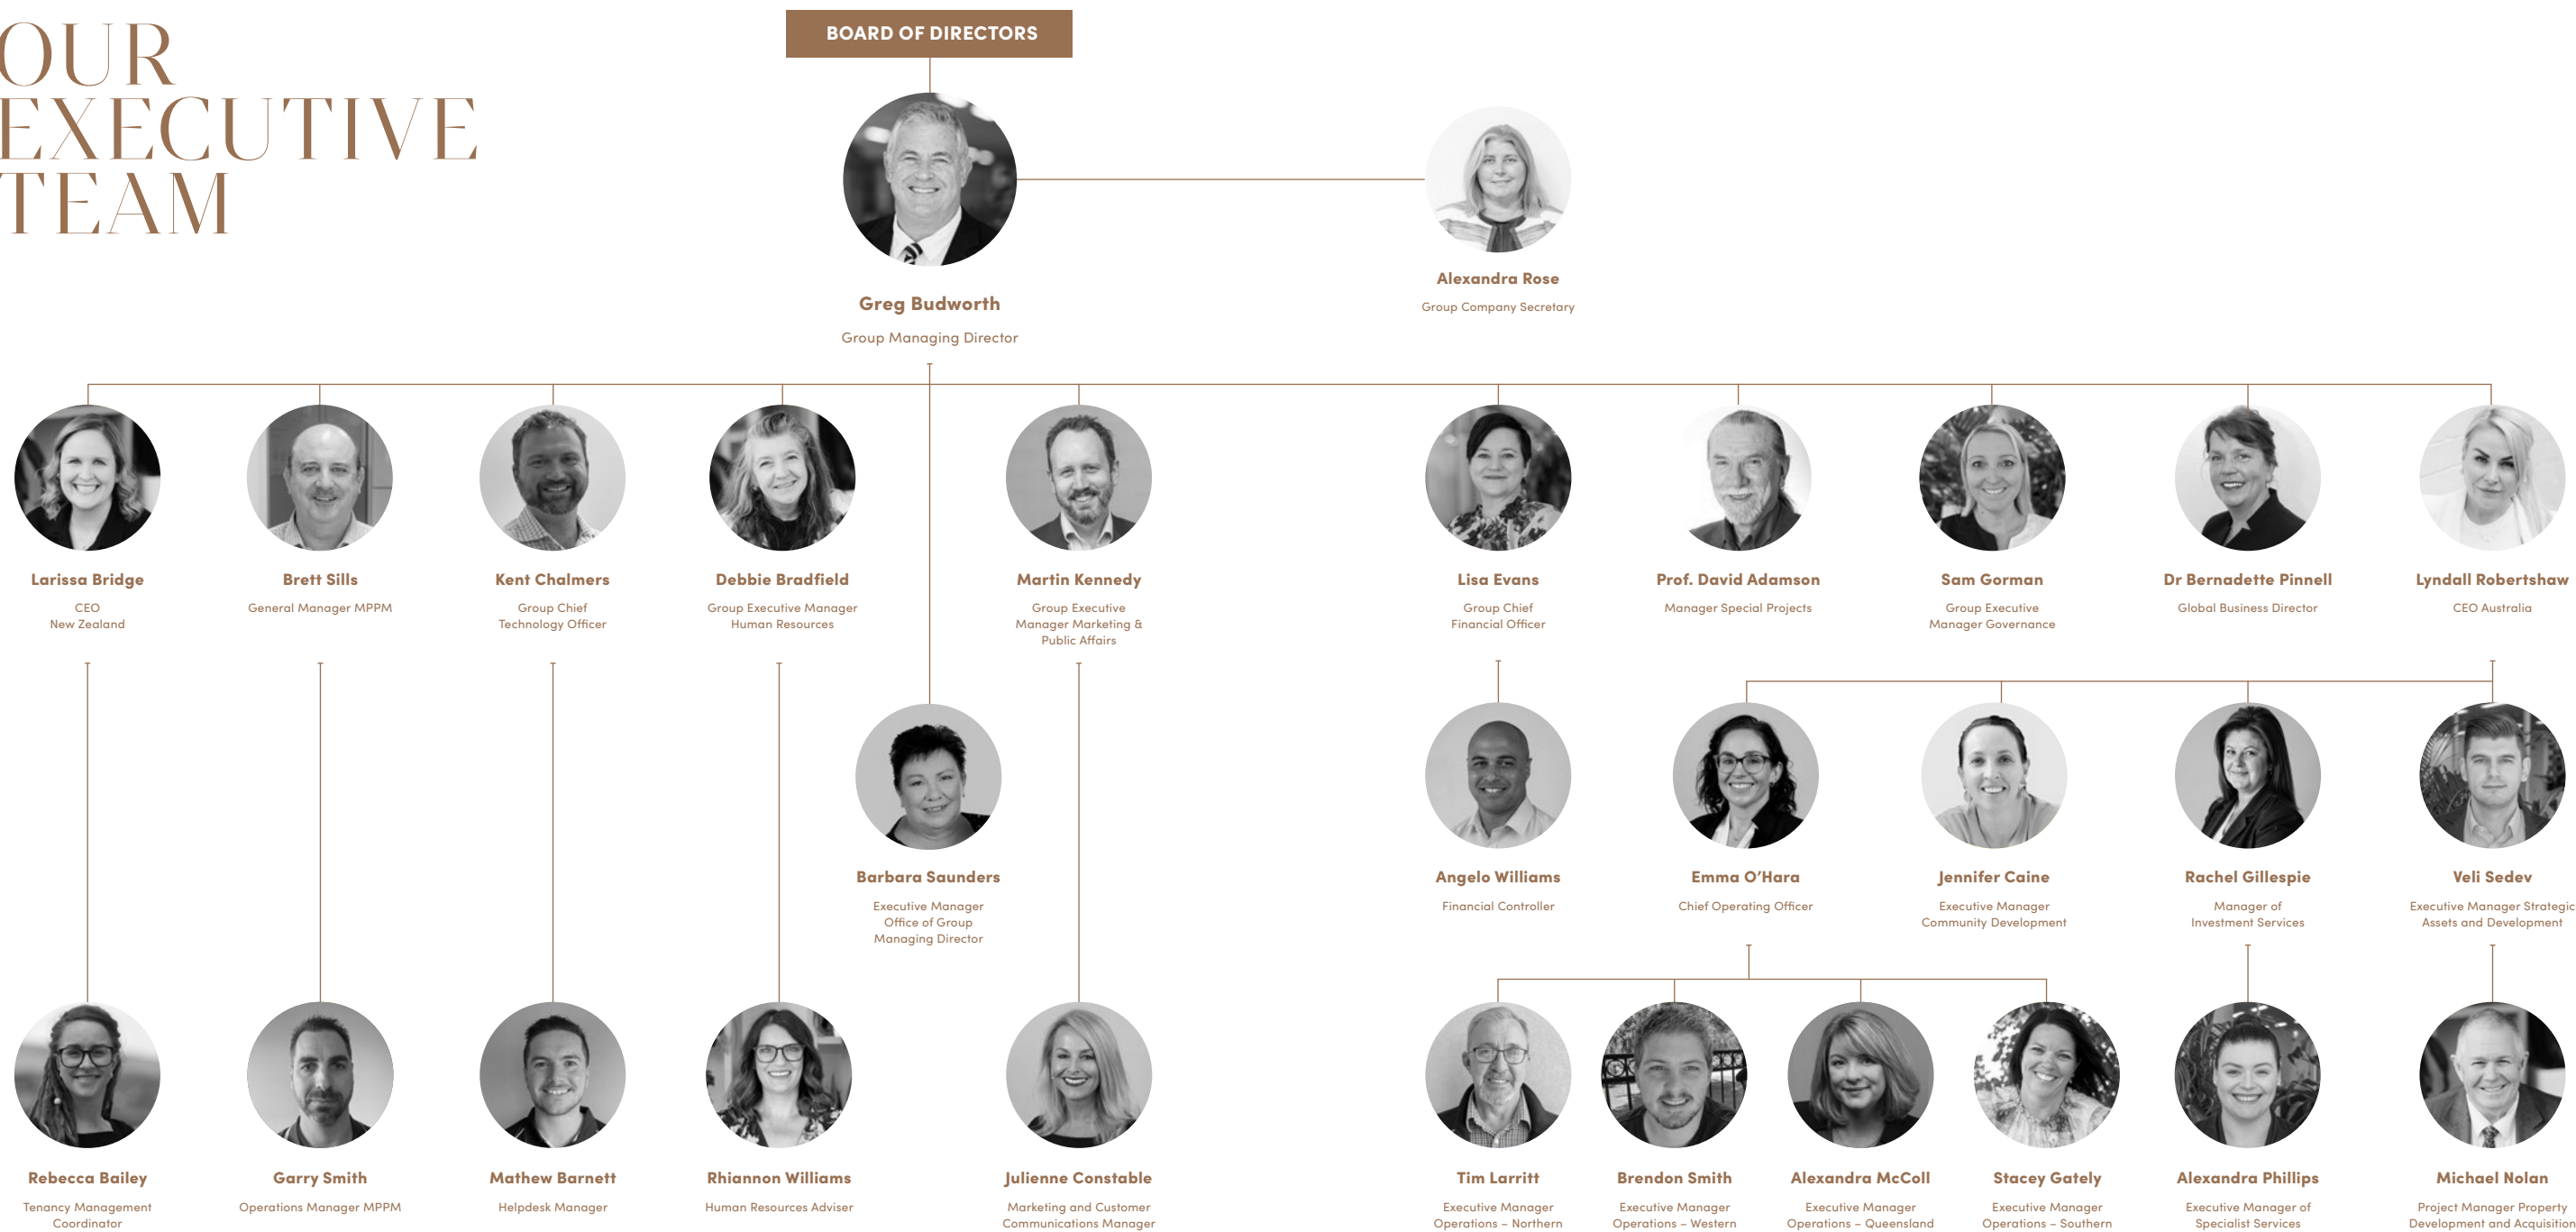 OUR
EXECUTIVE
TEAM
BOARD OF DIRECTORS
Greg Budworth
Group Managing Director
Alexandra Rose
Group Company Secretary
Larissa Bridge
CEO
New Zealand
Brett Sills
General Manager MPPM
Kent Chalmers
Group Chief
Technology Officer
Debbie Bradfield
Group Executive Manager
Human Resources
Martin Kennedy
Group Executive
Manager Marketing &
Public Affairs
Lisa Evans
Group Chief
Financial Officer
Prof. David Adamson
Manager Special Projects
Sam Gorman
Group Executive
Manager Governance
Dr Bernadette Pinnell
Global Business Director
Lyndall Robertshaw
CEO Australia
Barbara Saunders
Executive Manager
Office of Group
Managing Director
Angelo Williams
Financial Controller
Emma O’Hara
Chief Operating Officer
Jennifer Caine
Executive Manager
Community Development
Rachel Gillespie
Manager of
Investment Services
Veli Sedev
Executive Manager Strategic
Assets and Development
Rebecca Bailey
Tenancy Management
Coordinator
Garry Smith
Operations Manager MPPM
Mathew Barnett
Helpdesk Manager
Rhiannon Williams
Human Resources Adviser
Julienne Constable
Marketing and Customer
Communications Manager
Tim Larritt
Executive Manager
Operations – Northern
Brendon Smith
Executive Manager
Operations – Western
Alexandra McColl
Executive Manager
Operations – Queensland
Stacey Gately
Executive Manager
Operations – Southern
Alexandra Phillips
Executive Manager of
Specialist Services
Michael Nolan
Project Manager Property
Development and Acquisition